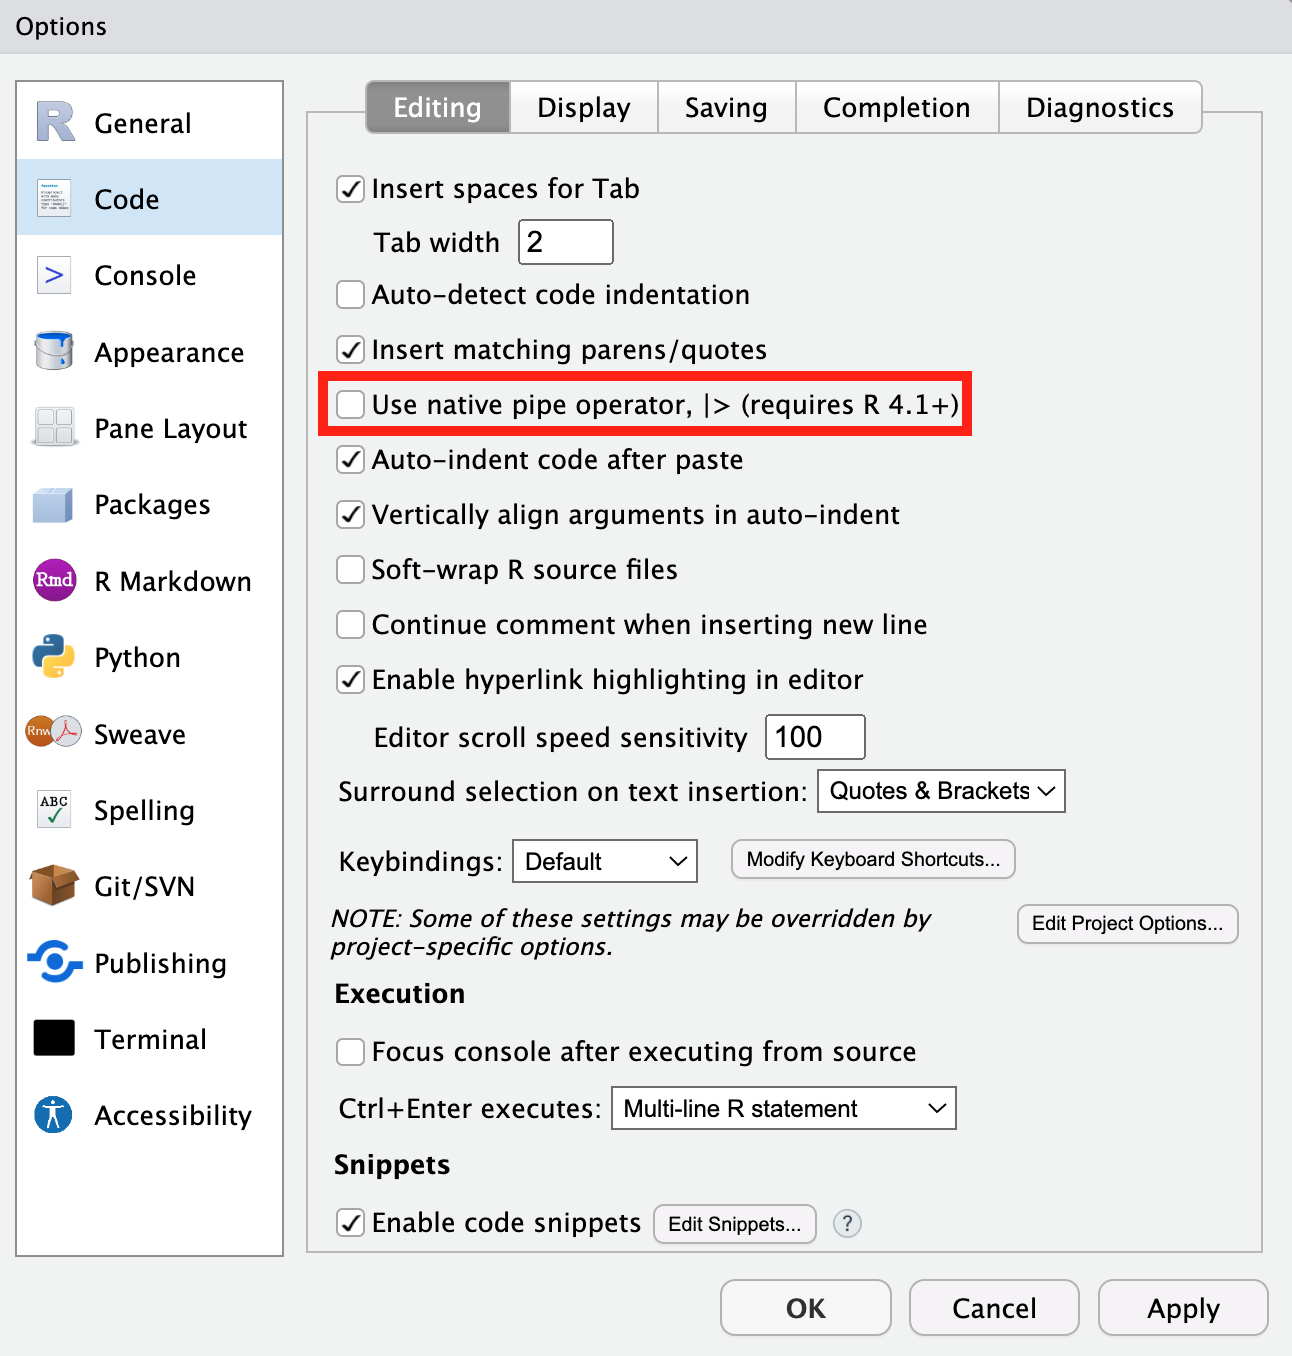 Options
General
Code
Console
Appearance
Pane Layout
Packages
Rmd
R Markdown
Python
Rnw
Sweave
ABC
Spelling
Git/SVN
Publishing
Terminal
Accessibility
Editing
Display
Saving
Completion
Diagnostics
Insert spaces for Tab
Tab width 2
Auto-detect code indentation
Insert matching parens/quotes
Use native pipe operator, |> (requires R 4.1+)
Auto-indent code after paste
Vertically align arguments in auto-indent
Soft-wrap R source files
Continue comment when inserting new line
Enable hyperlink highlighting in editor
Editor scroll speed sensitivity 100
Surround selection on text insertion: Quotes & Brackets
Keybindings: Default Modify Keyboard Shortcuts...
NOTE: Some of these settings may be overridden by
project-specific options.
Edit Project Options...
Execution
Focus console after executing from source
Ctrl+Enter executes: Multi-line R statement
Snippets
Enable code snippets Edit Snippets... ?
OK Cancel Apply